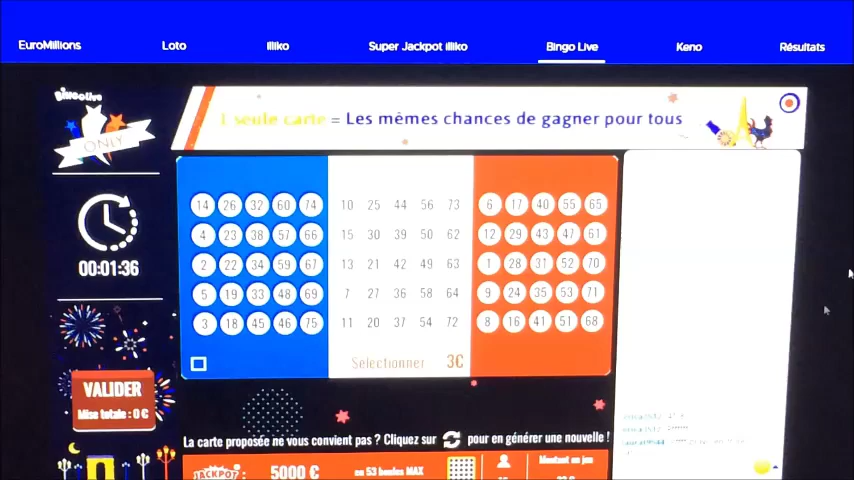 EuroMillions Loto illiko Super Jackpot illiko Bingo Live Keno Résultats
BINGO LIVE
1 seule carte = Les mêmes chances de gagner pour tous
ONLY
14 26 32 60 74 10 25 44 56 73 6 17 40 55 65
4 23 38 57 66 15 30 39 50 62 12 29 43 47 61
2 22 34 59 67 13 21 42 49 63 1 28 31 52 70
00:01:36
5 19 33 48 69 7 27 36 58 64 9 24 35 53 71
3 18 45 46 75 11 20 37 54 72 8 16 41 51 68
Sélectionner 3€
VALIDER
Mise totale : 0 €
La carte proposée ne vous convient pas ? Cliquez sur pour en générer une nouvelle !
JACKPOT : 5000 € en 53 boules MAX
Montant en jeu